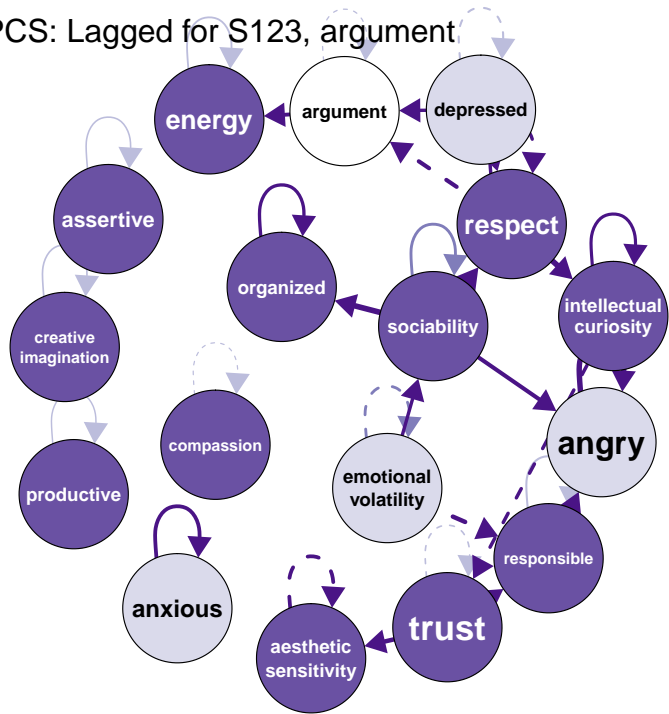 PCS: Lagged for S123, argument
energy
argument
depressed
assertive
respect
organized
sociability
intellectual
curiosity
creative
imagination
compassion
angry
emotional
volatility
productive
responsible
anxious
trust
aesthetic
sensitivity